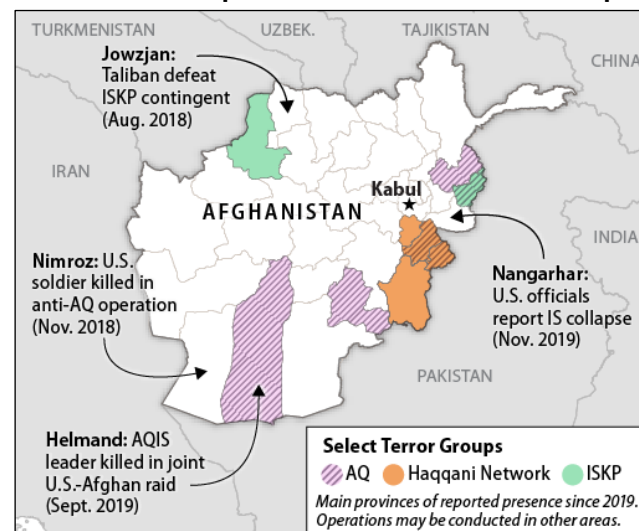 TURKMENISTAN
UZBEK.
TAJIKISTAN
CHINA
Jowzjan:
Taliban defeat
ISKP contingent
(Aug. 2018)
IRAN
Kabul
AFGHANISTAN
INDIA
Nimroz: U.S.
soldier killed in
anti-AQ operation
(Nov. 2018)
Nangarhar:
U.S. officials
report IS collapse
(Nov. 2019)
PAKISTAN
Helmand: AQIS
leader killed in joint
U.S.-Afghan raid
(Sept. 2019)
Select Terror Groups
AQ Haqqani Network ISKP
Main provinces of reported presence since 2019.
Operations may be conducted in other areas.